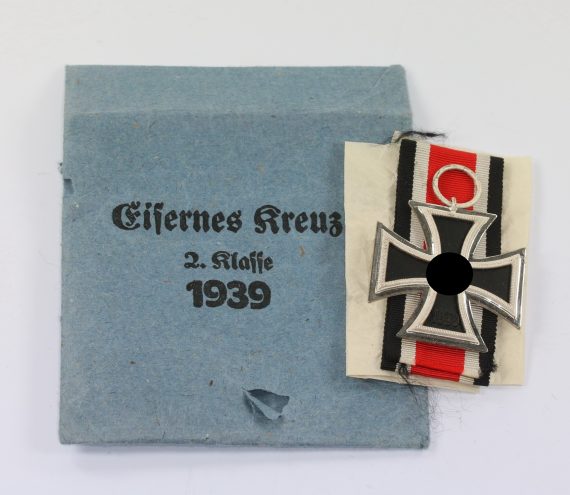 Eisernes Kreuz
2. Klasse
1939